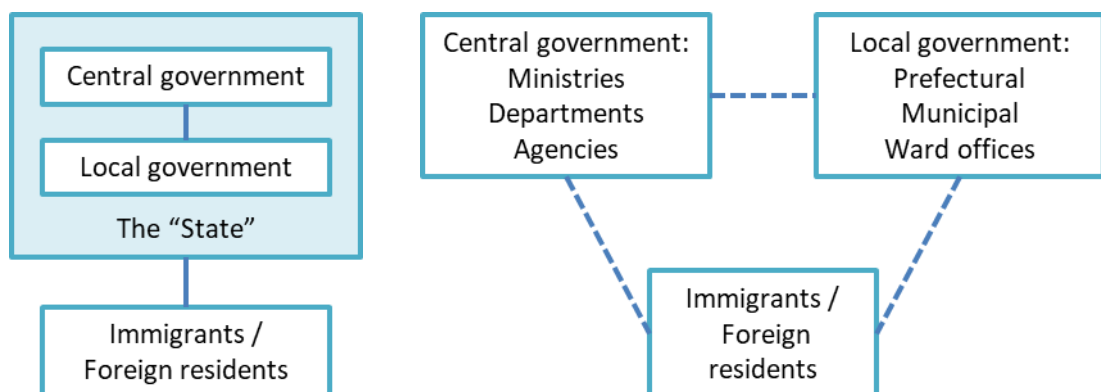 Central government
Local government
The “State”
Immigrants /
Foreign residents
Central government:
Ministries
Departments
Agencies
Local government:
Prefectural
Municipal
Ward offices
Immigrants /
Foreign
residents